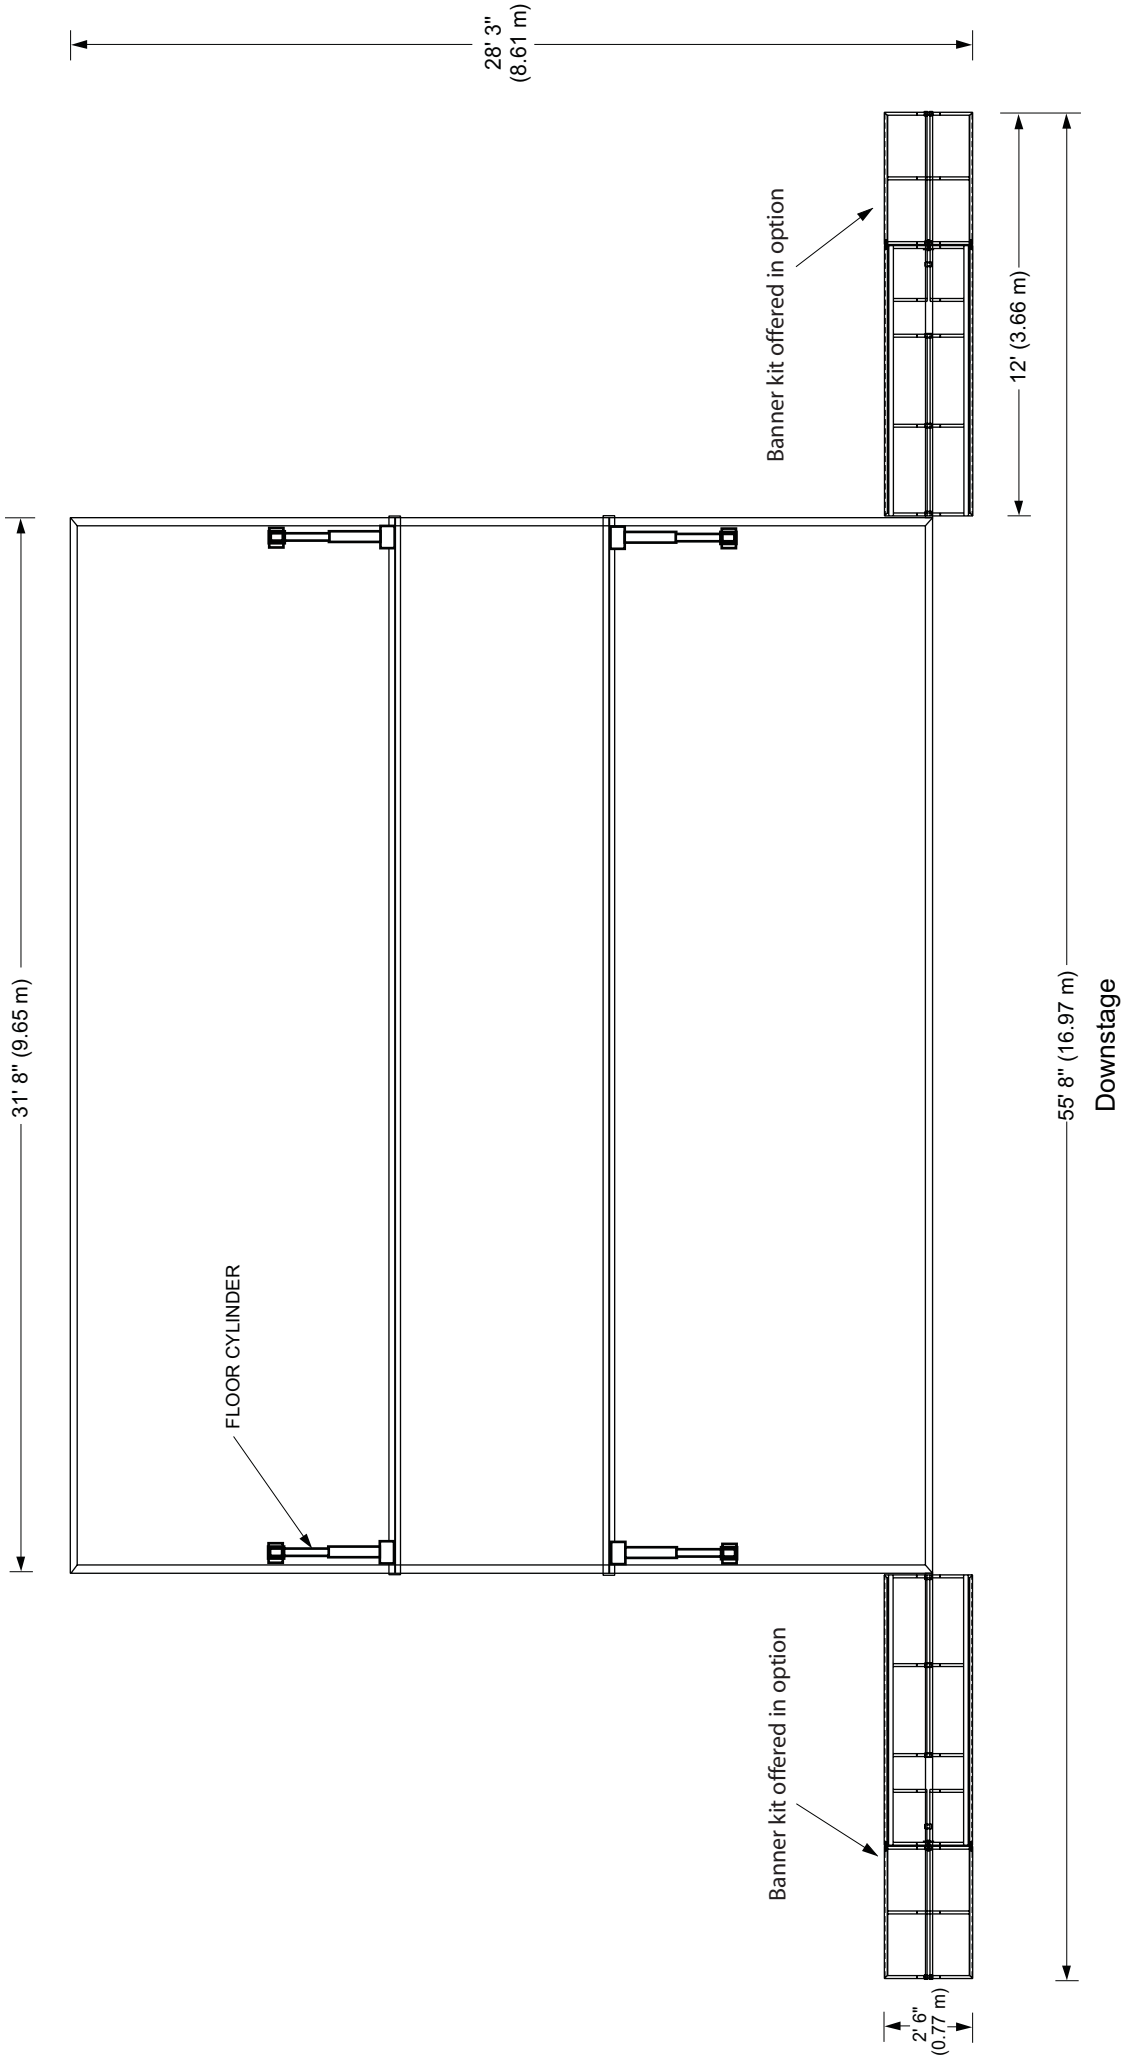 31' 8" (9.65 m)
28' 3"
(8.61 m)
FLOOR CYLINDER
Banner kit offered in option
Banner kit offered in option
2' 6"
(0.77 m)
12' (3.66 m)
55' 8" (16.97 m)
Downstage